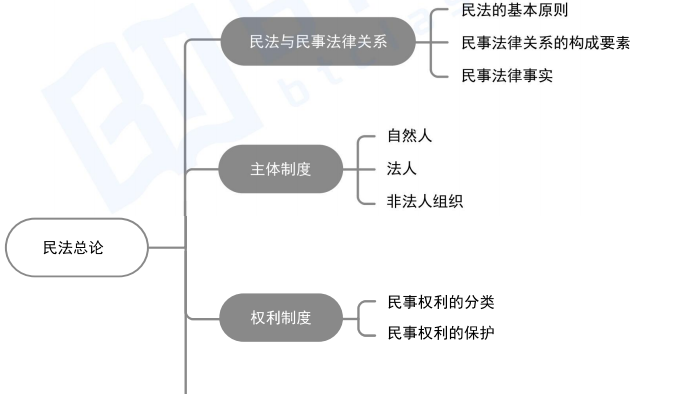 民法的基本原则
民法与民事法律关系
民事法律关系的构成要素
民事法律事实
自然人
主体制度
法人
非法人组织
民法总论
民事权利的分类
权利制度
民事权利的保护